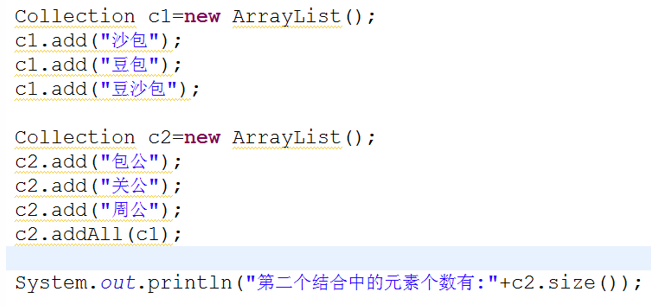 Collection c1=new ArrayList();
c1.add("沙包");
c1.add("豆包");
c1.add("豆沙包");
Collection c2=new ArrayList();
c2.add("包公");
c2.add("关公");
c2.add("周公");
c2.addAll(c1);
System.out.println("第二个结合中的元素个数有:"+c2.size());